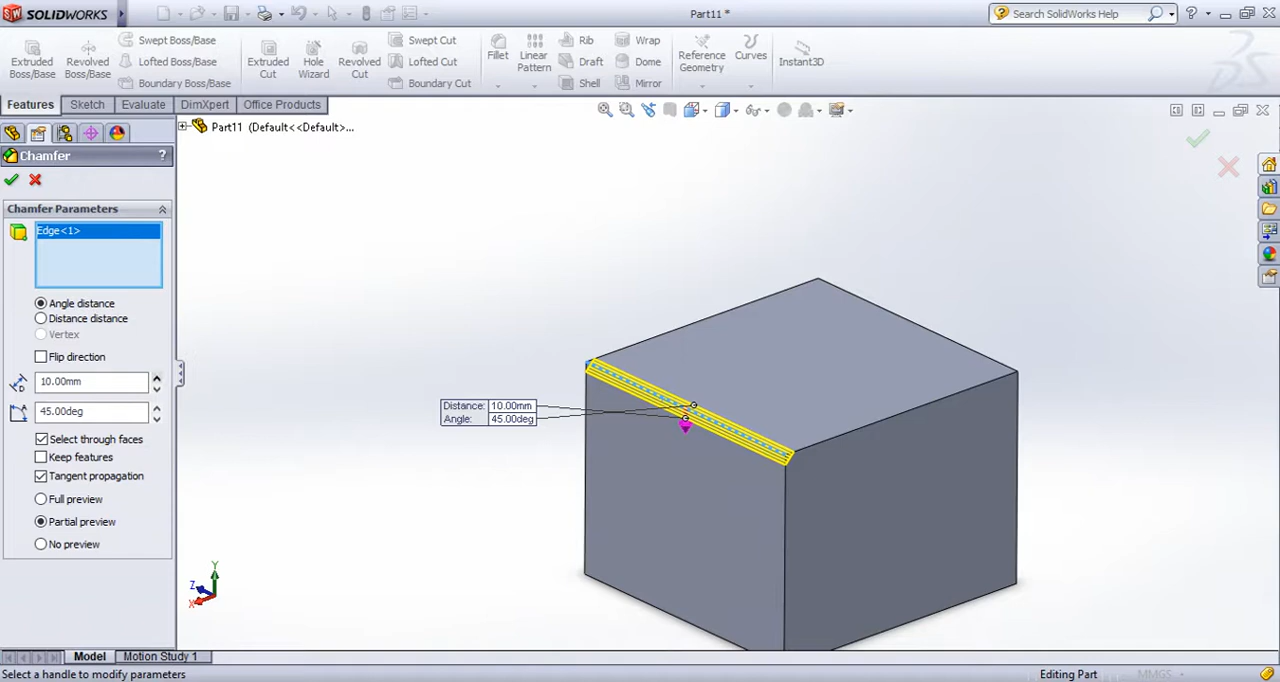 SOLIDWORKS
Part11 *
Search SolidWorks Help
Extruded Boss/Base
Revolved Boss/Base
Swept Boss/Base
Lofted Boss/Base
Boundary Boss/Base
Extruded Cut
Hole Wizard
Revolved Cut
Swept Cut
Lofted Cut
Boundary Cut
Fillet
Linear Pattern
Rib
Draft
Shell
Wrap
Dome
Mirror
Reference Geometry
Curves
Instant3D
Features
Sketch
Evaluate
DimXpert
Office Products
Part11 (Default<<Default>...
Chamfer
?
Chamfer Parameters
Edge<1>
Angle distance
Distance distance
Vertex
Flip direction
10.00mm
45.00deg
Select through faces
Keep features
Tangent propagation
Full preview
Partial preview
No preview
Distance: 10.00mm
Angle: 45.00deg
Y
Z
X
Model
Motion Study 1
Select a handle to modify parameters
Editing Part
MMGS